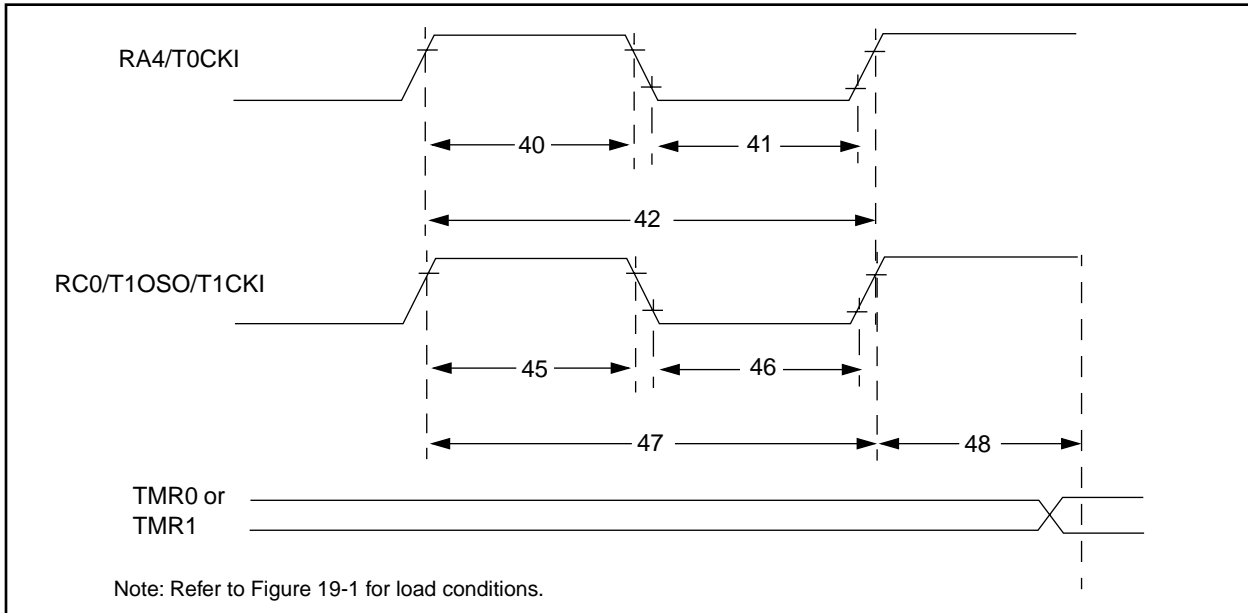 RA4/T0CKI
40
41
42
RC0/T1OSO/T1CKI
45
46
47
48
TMR0 or
TMR1
Note: Refer to Figure 19-1 for load conditions.